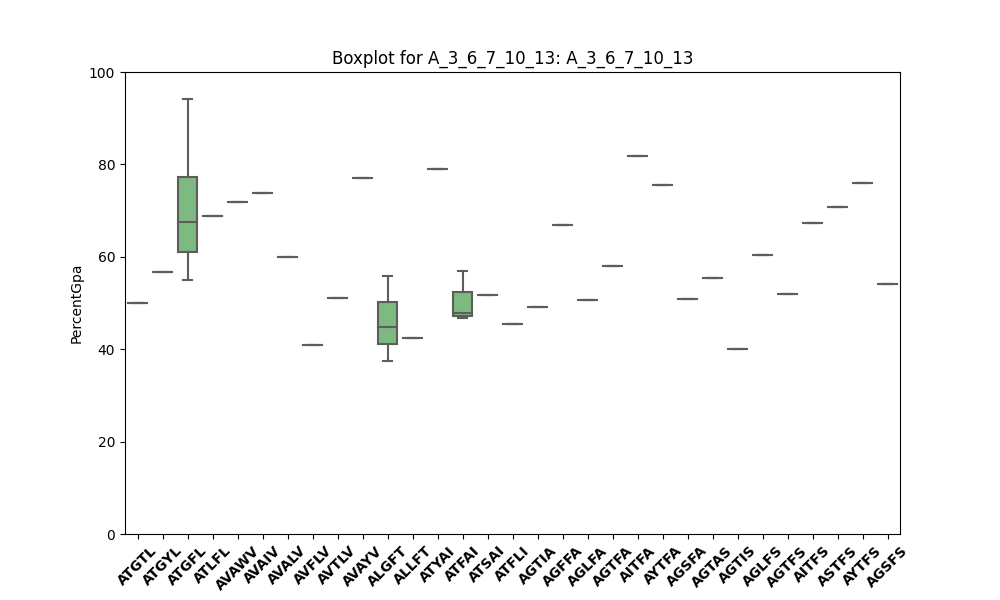 Boxplot for A_3_6_7_10_13: A_3_6_7_10_13
PercentGpa
100
80
60
40
20
0
ATGTL
ATGYL
ATGFL
ATLFL
AVAWV
AVAIV
AVALV
AVFLV
AVTLV
AVAYV
ALGFT
ALLFT
ATYAI
ATFAI
ATSAI
ATFLI
AGTIA
AGFFA
AGLFA
AGTFA
AITFA
AYTFA
AGSFA
AGTAS
AGTIS
AGLFS
AGTFS
AITFS
ASTFS
AYTFS
AGSFS